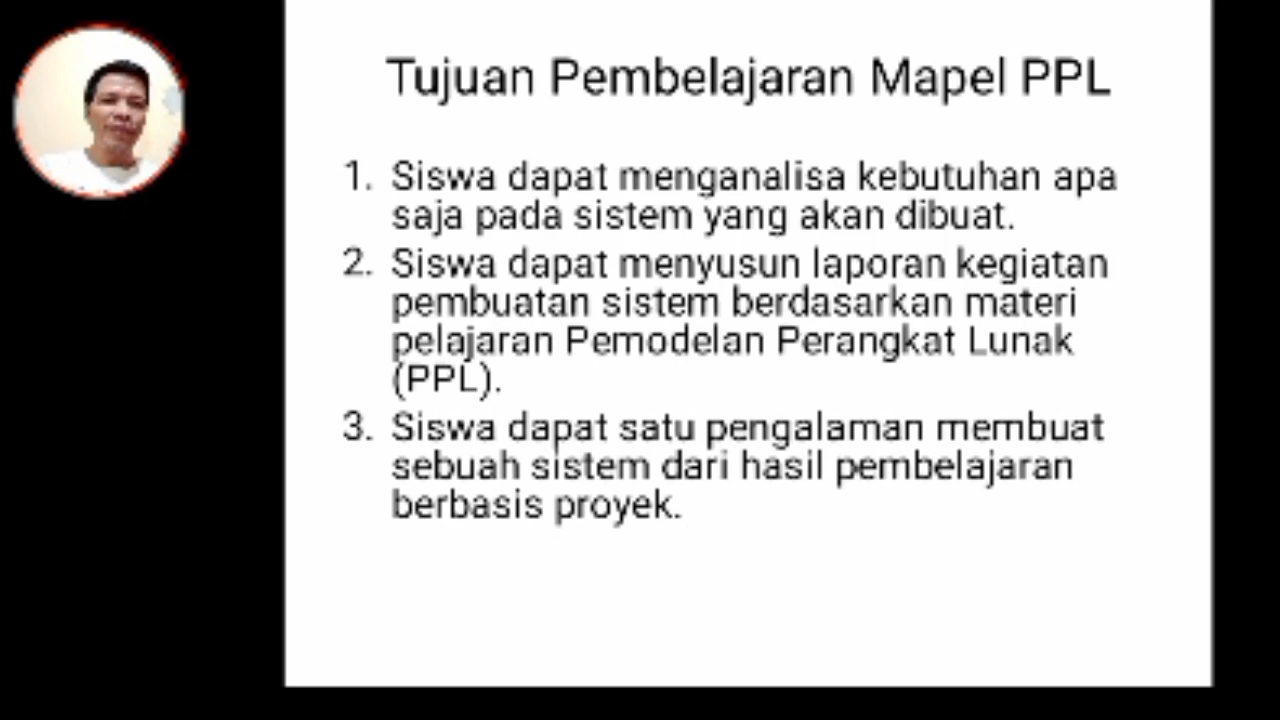 Tujuan Pembelajaran Mapel PPL
1. Siswa dapat menganalisa kebutuhan apa
saja pada sistem yang akan dibuat.
2. Siswa dapat menyusun laporan kegiatan
pembuatan sistem berdasarkan materi
pelajaran Pemodelan Perangkat Lunak
(PPL).
3. Siswa dapat satu pengalaman membuat
sebuah sistem dari hasil pembelajaran
berbasis proyek.